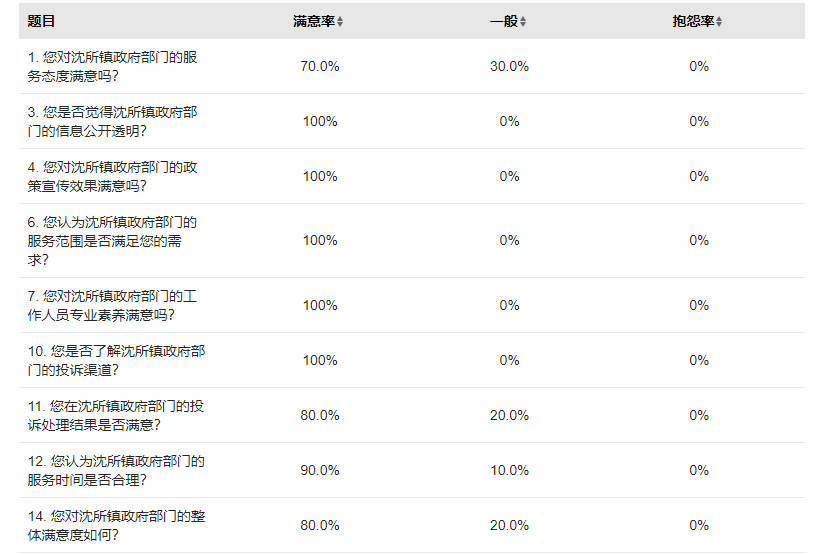 题目 满意率 一般 抱怨率
1. 您对沈所镇政府部门的服
务态度满意吗?
70.0% 30.0% 0%
3. 您是否觉得沈所镇政府部
门的信息公开透明?
100% 0% 0%
4. 您对沈所镇政府部门的政
策宣传效果满意吗?
100% 0% 0%
6. 您认为沈所镇政府部门的
服务范围是否满足您的需
求?
100% 0% 0%
7. 您对沈所镇政府部门的工
作人员专业素养满意吗?
100% 0% 0%
10. 您是否了解沈所镇政府部
门的投诉渠道?
100% 0% 0%
11. 您在沈所镇政府部门的投
诉处理结果是否满意?
80.0% 20.0% 0%
12. 您认为沈所镇政府部门的
服务时间是否合理?
90.0% 10.0% 0%
14. 您对沈所镇政府部门的整
体满意度如何?
80.0% 20.0% 0%